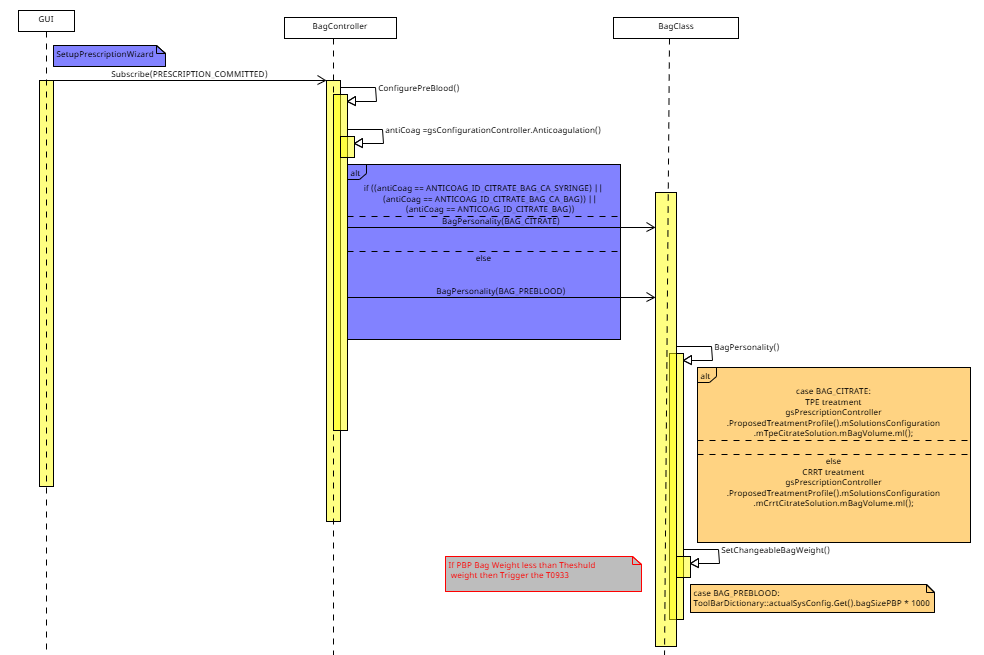 GUI
BagController
BagClass
SetupPrescriptionWizard
Subscribe(PRESCRIPTION_COMMITTED)
ConfigurePreBlood()
antiCoag =gsConfigurationController.Anticoagulation()
alt
if ((antiCoag == ANTICOAG_ID_CITRATE_BAG_CA_SYRINGE) ||
(antiCoag == ANTICOAG_ID_CITRATE_BAG_CA_BAG)) ||
(antiCoag == ANTICOAG_ID_CITRATE_BAG))
BagPersonality(BAG_CITRATE)
else
BagPersonality(BAG_PREBLOOD)
BagPersonality()
alt
case BAG_CITRATE:
TPE treatment
gsPrescriptionController
.ProposedTreatmentProfile().mSolutionsConfiguration
.mTpeCitrateSolution.mBagVolume.ml();
else
CRRT treatment
gsPrescriptionController
.ProposedTreatmentProfile().mSolutionsConfiguration
.mCrrtCitrateSolution.mBagVolume.ml();
SetChangeableBagWeight()
If PBP Bag Weight less than Theshuld
weight then Trigger the T0933
case BAG_PREBLOOD:
ToolBarDictionary::actualSysConfig.Get().bagSizePBP * 1000